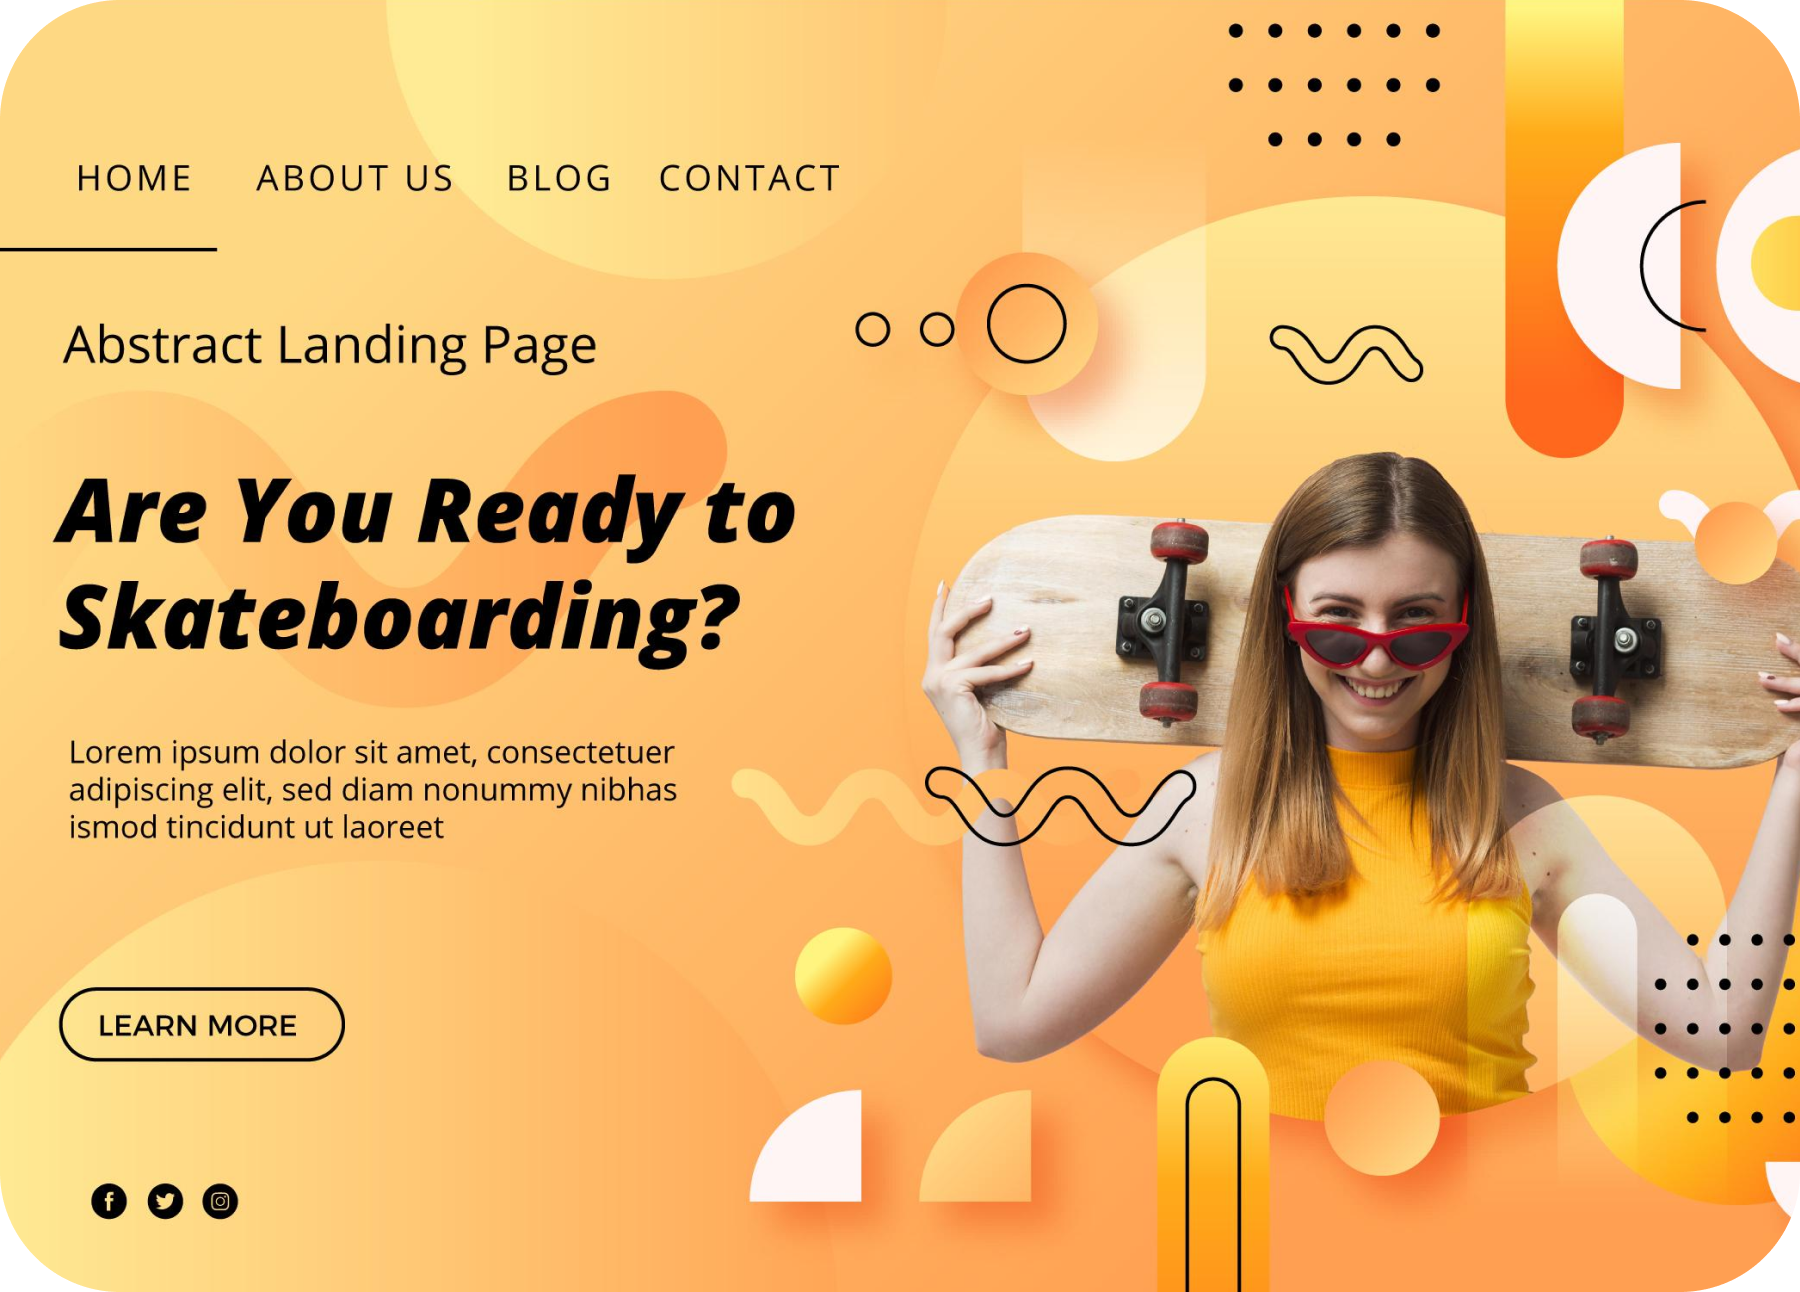 HOME ABOUT US BLOG CONTACT
Abstract Landing Page
Are You Ready to
Skateboarding?
Lorem ipsum dolor sit amet, consectetuer
adipiscing elit, sed diam nonummy nibhas
ismod tincidunt ut laoreet
LEARN MORE